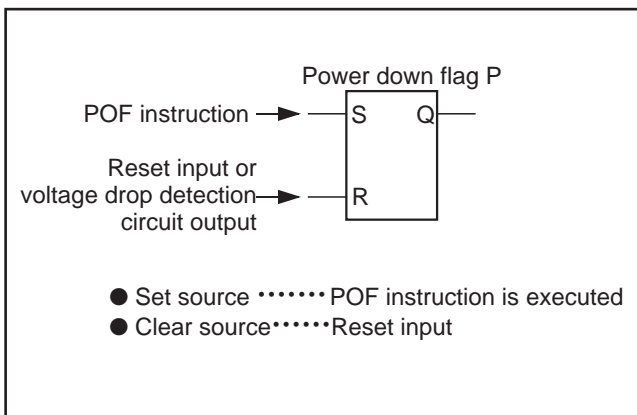 Power down flag P
POF instruction
S Q
Reset input or
voltage drop detection
circuit output
R
● Set source ······· POF instruction is executed
● Clear source ······ Reset input